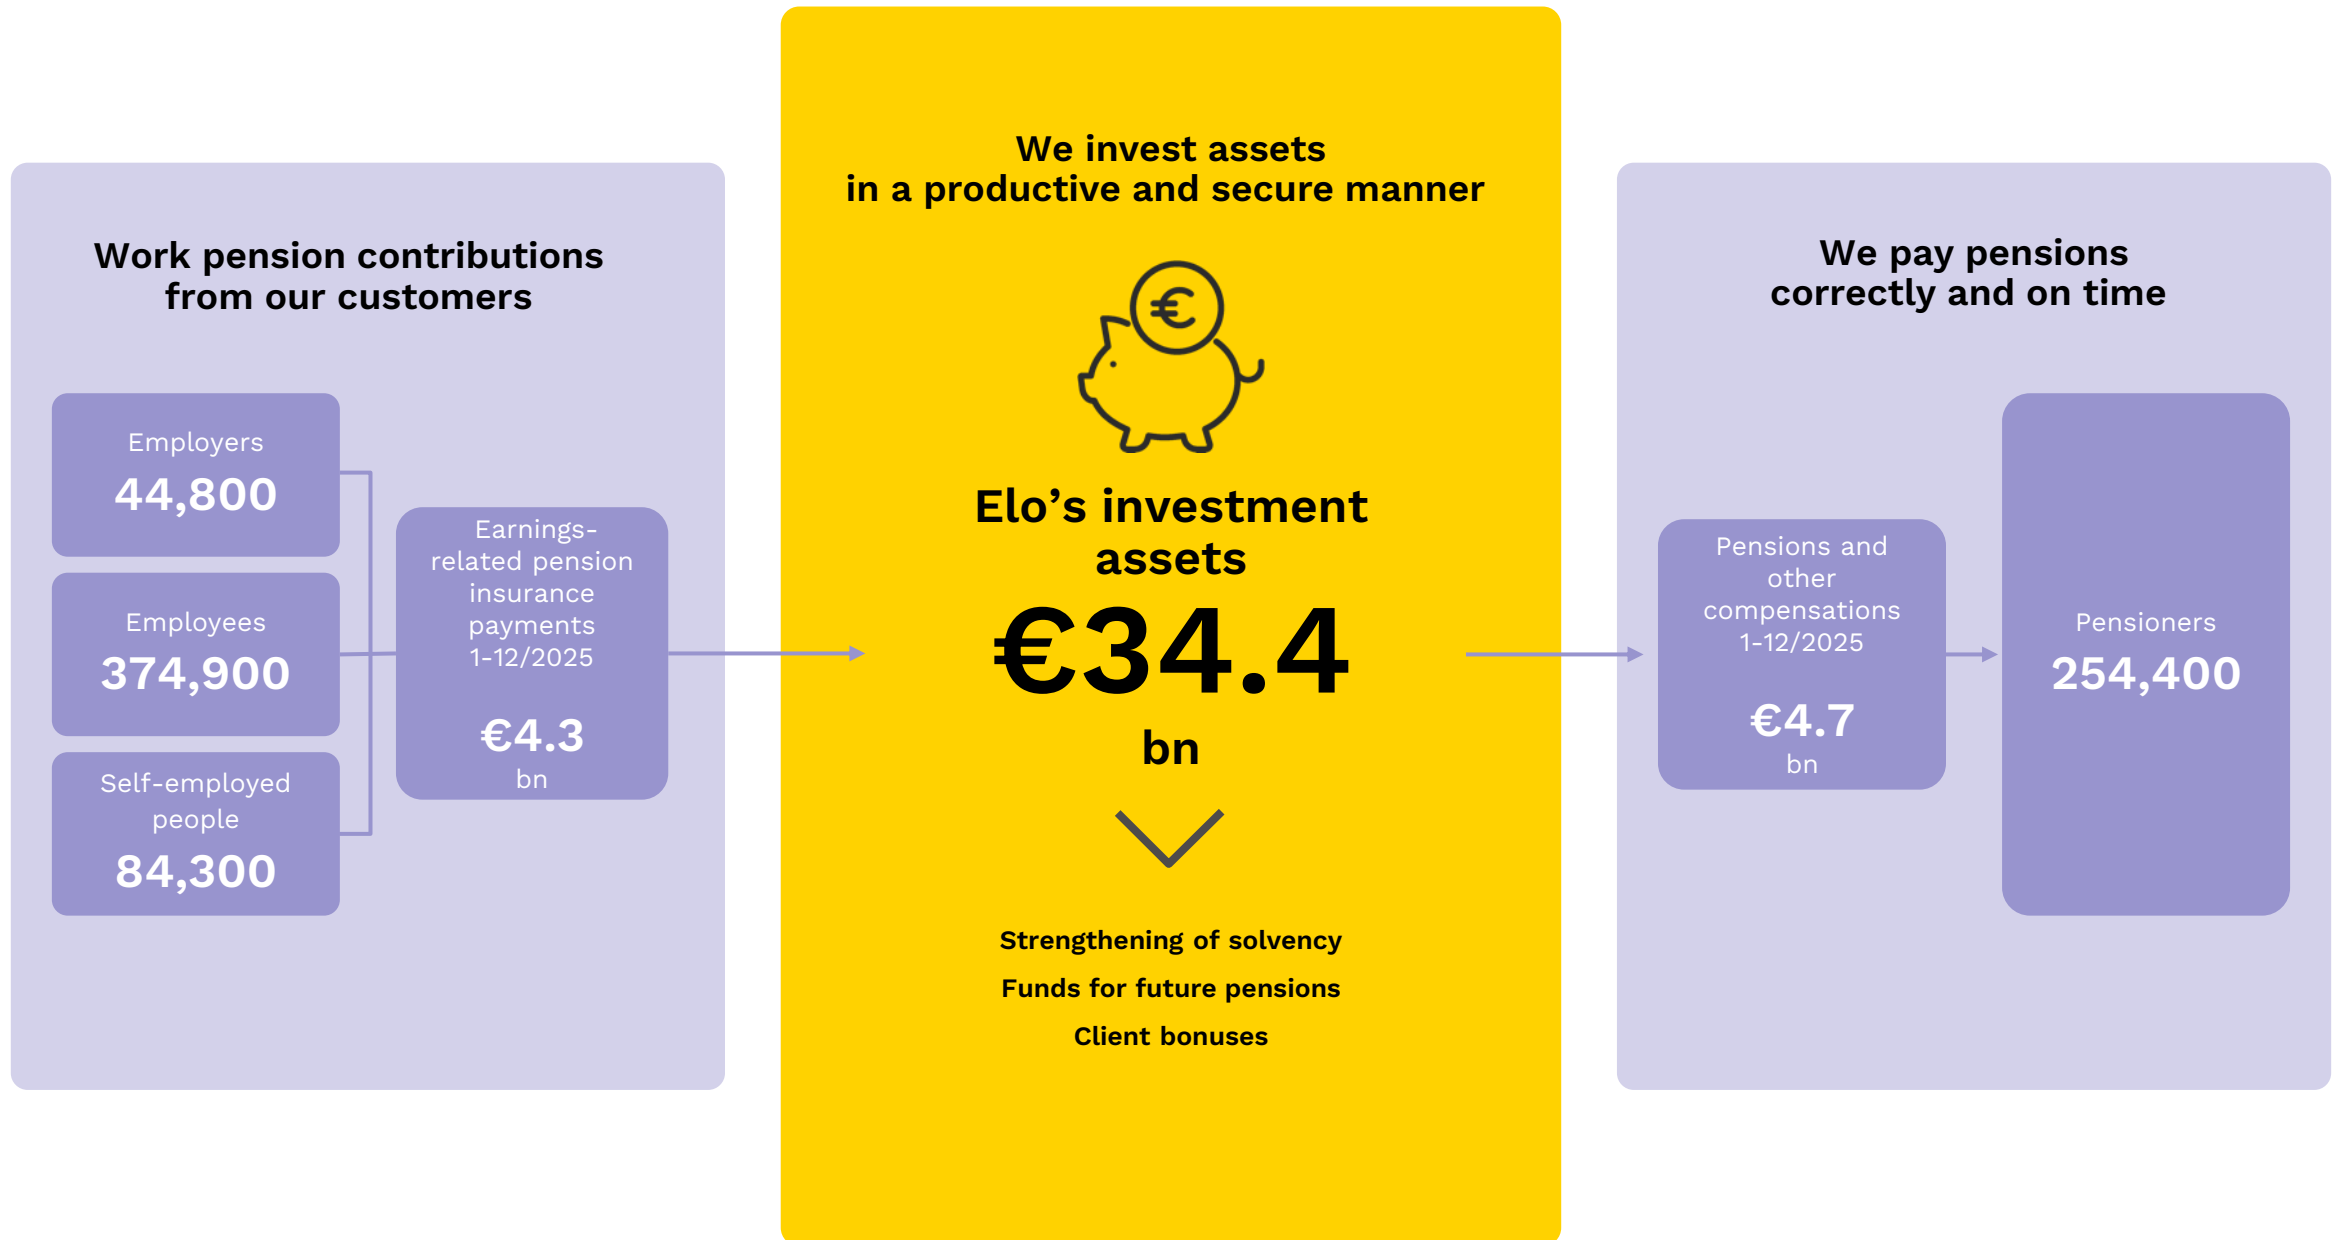 Work pension contributions
from our customers
Employers
44,800
Employees
374,900
Self-employed
people
84,300
Earnings-
related pension
insurance
payments
1-12/2025
€4.3
bn
We invest assets
in a productive and secure manner
€
Elo’s investment
assets
€34.4
bn
Strengthening of solvency
Funds for future pensions
Client bonuses
We pay pensions
correctly and on time
Pensions and
other
compensations
1-12/2025
€4.7
bn
Pensioners
254,400